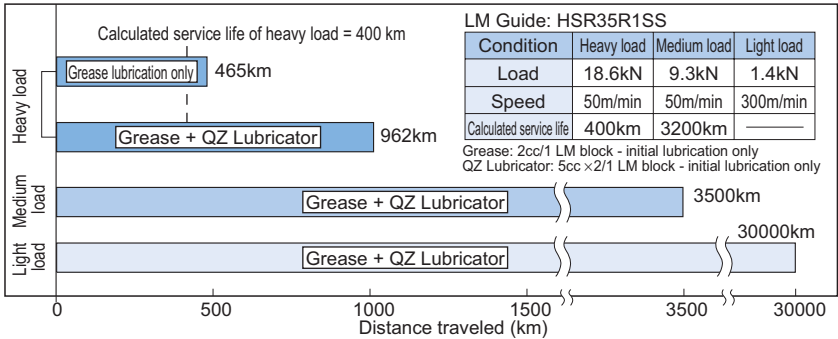 Calculated service life of heavy load = 400 km
LM Guide: HSR35R1SS
Condition Heavy load Medium load Light load
Load 18.6kN 9.3kN 1.4kN
Speed 50m/min 50m/min 300m/min
Calculated service life 400km 3200km
Grease: 2cc/1 LM block - initial lubrication only
QZ Lubricator: 5cc ×2/1 LM block - initial lubrication only
Heavy load
Grease lubrication only 465km
Grease + QZ Lubricator 962km
Medium
load
Grease + QZ Lubricator 3500km
Light
load
Grease + QZ Lubricator 30000km
0 500 1000 1500 3500 30000
Distance traveled (km)